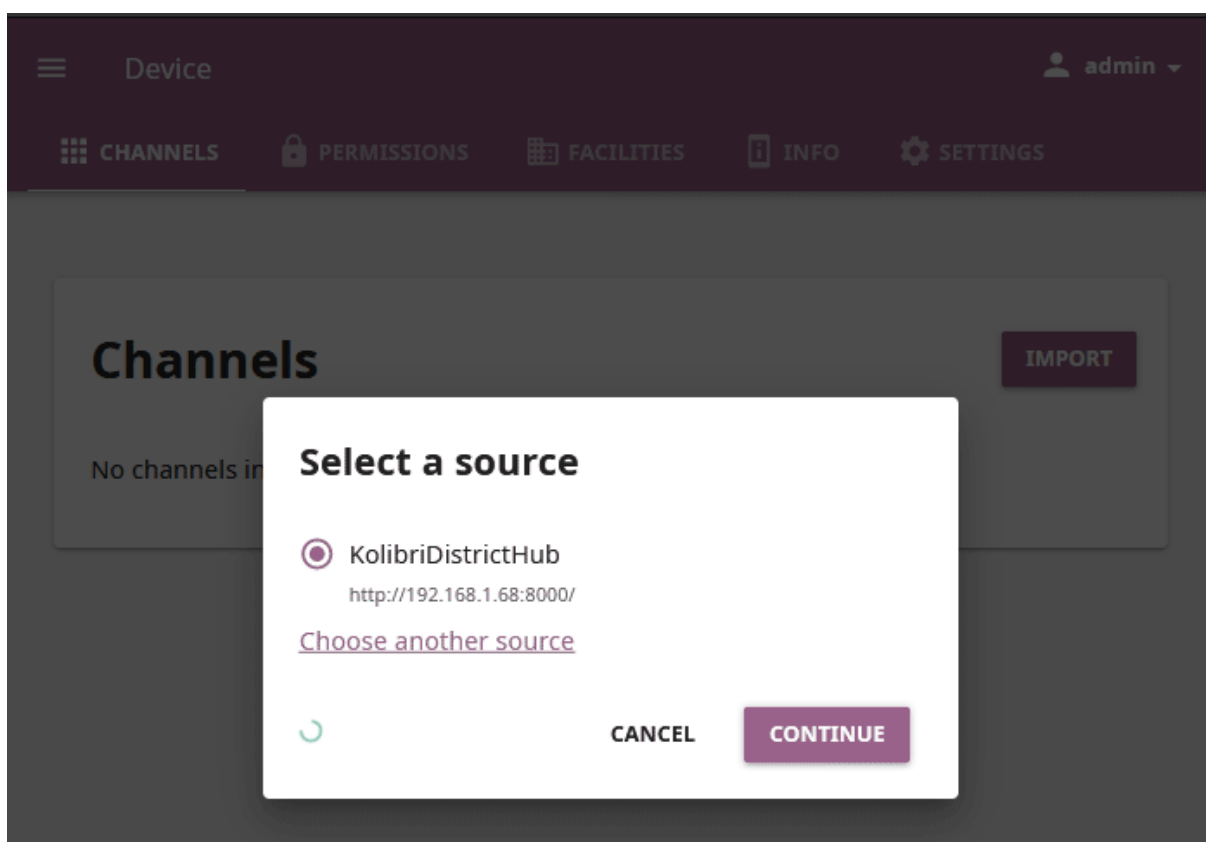 Device
admin
CHANNELS PERMISSIONS FACILITIES INFO SETTINGS
Channels
IMPORT
No channels in
Select a source
KolibriDistrictHub
http://192.168.1.68:8000/
Choose another source
CANCEL CONTINUE